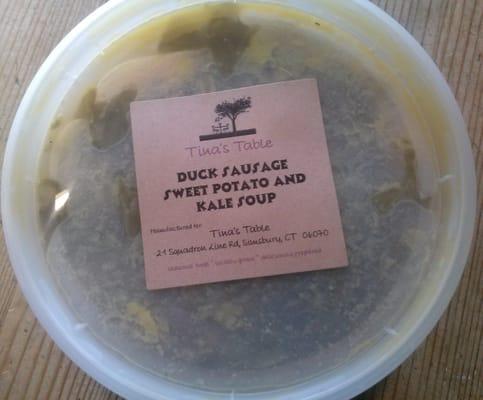 Tina's Table
DUCK SAUSAGE
SWEET POTATO AND
KALE SOUP
Manufactured for:
Tina's Table
21 Squadron Line Rd, Simsbury, CT 06070